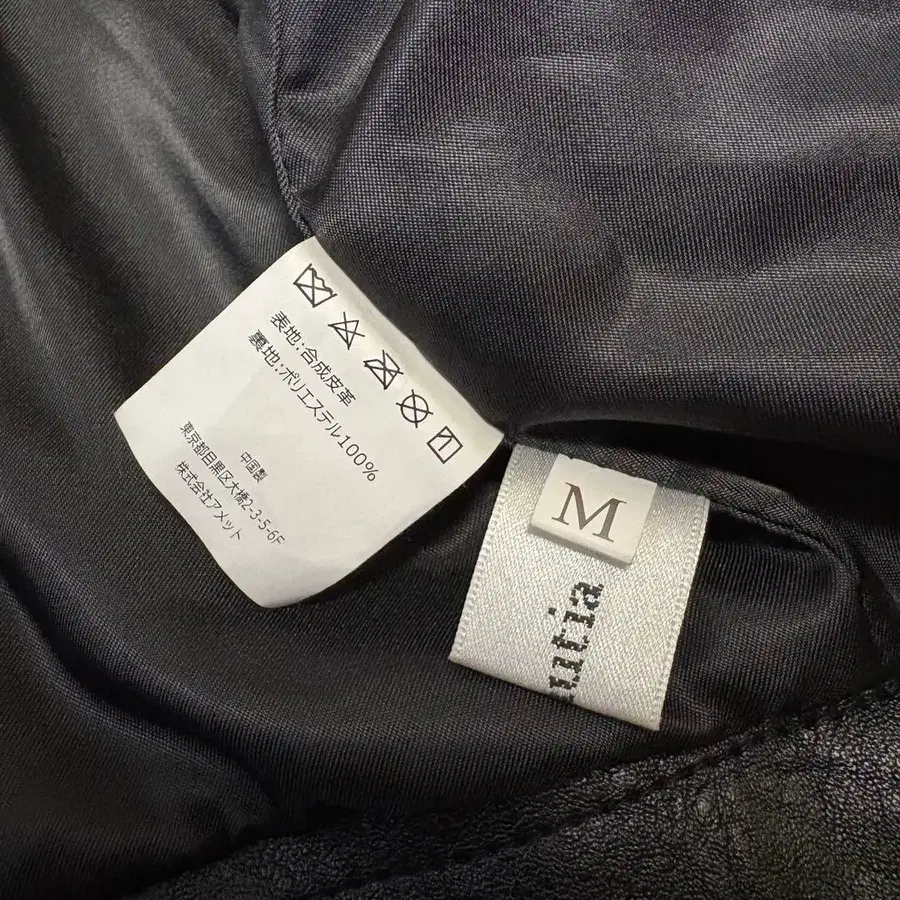 表地:合成皮革
裏地:ポリエステル100%
中国製
東京都目黒区大橋2-3-5-6F
株式会社アメット
M
utia